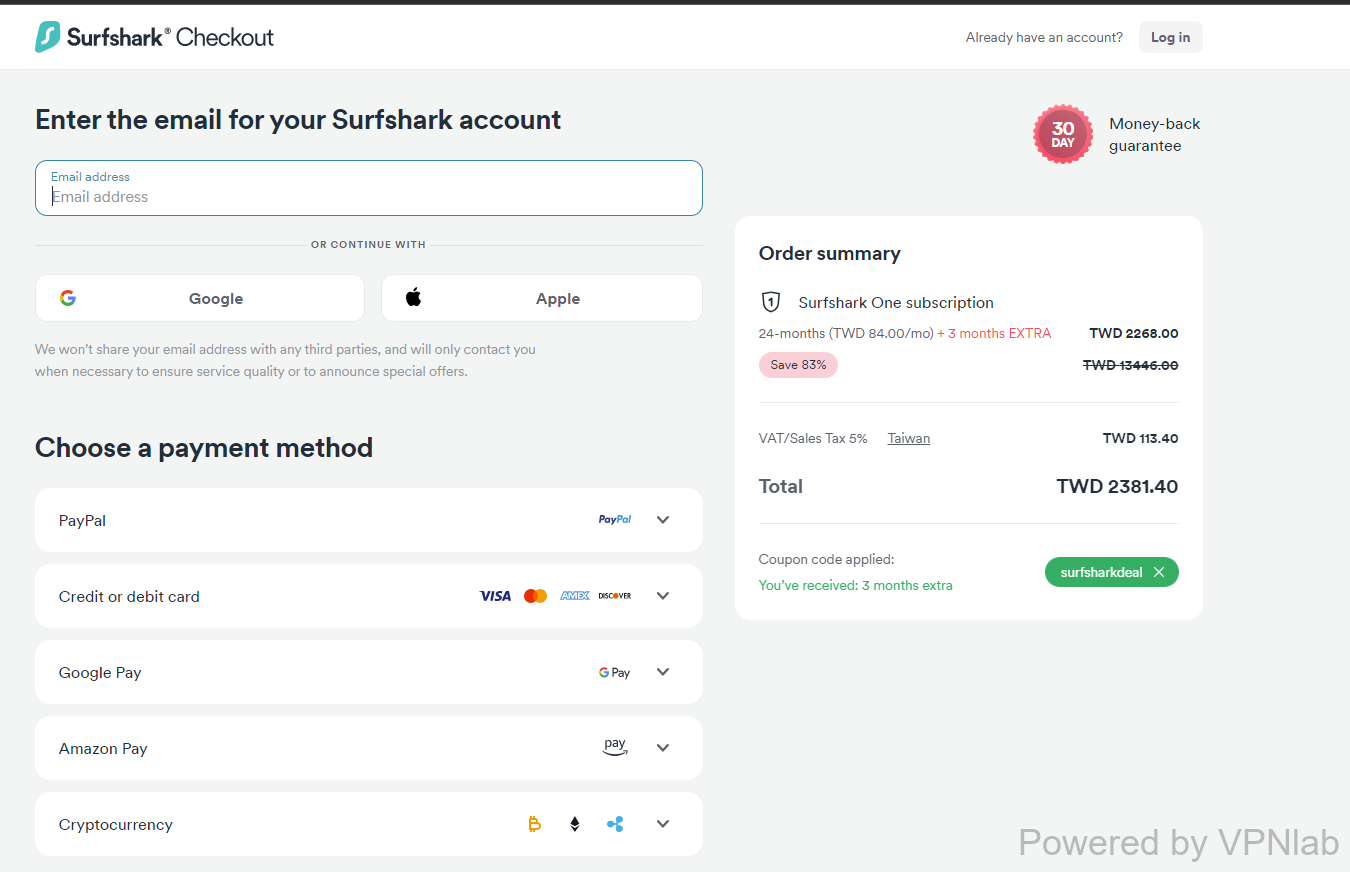 Surfshark® Checkout
Already have an account?
Log in
Enter the email for your Surfshark account
Email address
Email address
OR CONTINUE WITH
Google
Apple
We won’t share your email address with any third parties, and will only contact you
when necessary to ensure service quality or to announce special offers.
Choose a payment method
PayPal
PayPal
Credit or debit card
VISA
AMEX
DISCOVER
Google Pay
G Pay
Amazon Pay
pay
Cryptocurrency
30
DAY
Money-back
guarantee
Order summary
1
Surfshark One subscription
24-months (TWD 84.00/mo) + 3 months EXTRA
TWD 2268.00
Save 83%
TWD 13446.00
VAT/Sales Tax 5%
Taiwan
TWD 113.40
Total
TWD 2381.40
Coupon code applied:
You’ve received: 3 months extra
surfsharkdeal
Powered by VPNlab